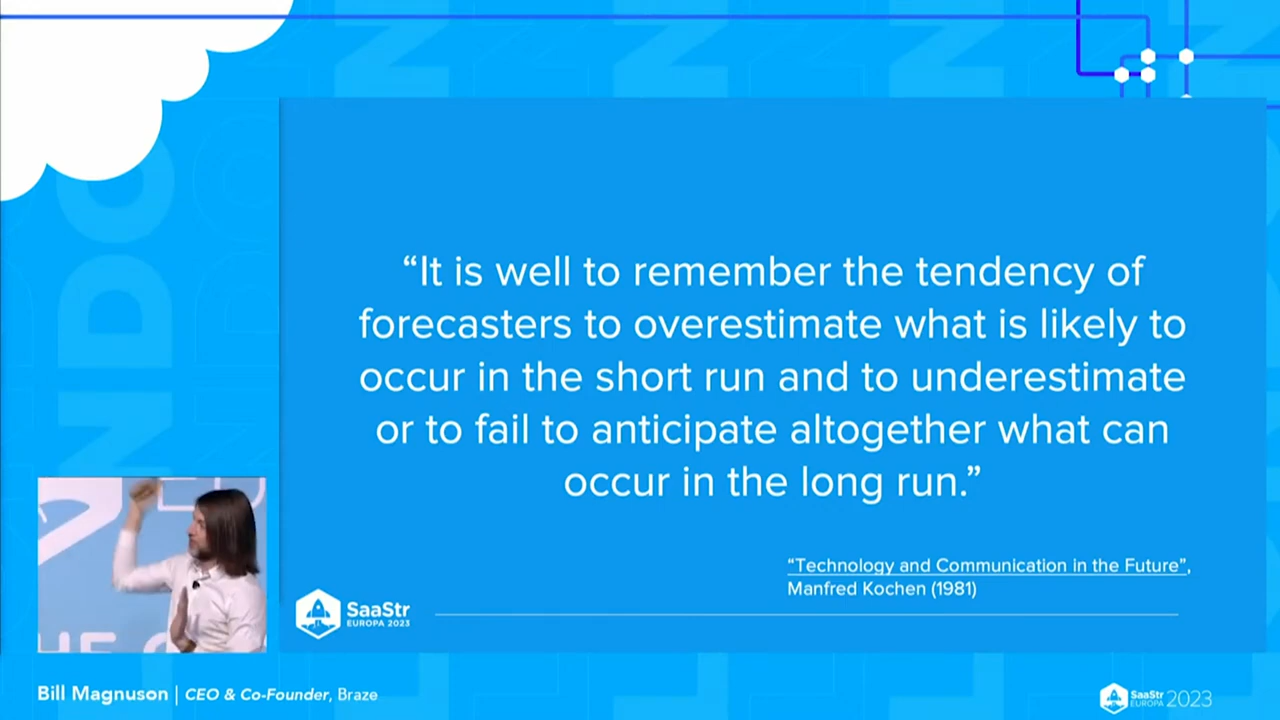 “It is well to remember the tendency of
forecasters to overestimate what is likely to
occur in the short run and to underestimate
or to fail to anticipate altogether what can
occur in the long run.”
“Technology and Communication in the Future”,
Manfred Kochen (1981)
SaaStr
EUROPA 2023
Bill Magnuson | CEO & Co-Founder, Braze
SaaStr
EUROPA 2023